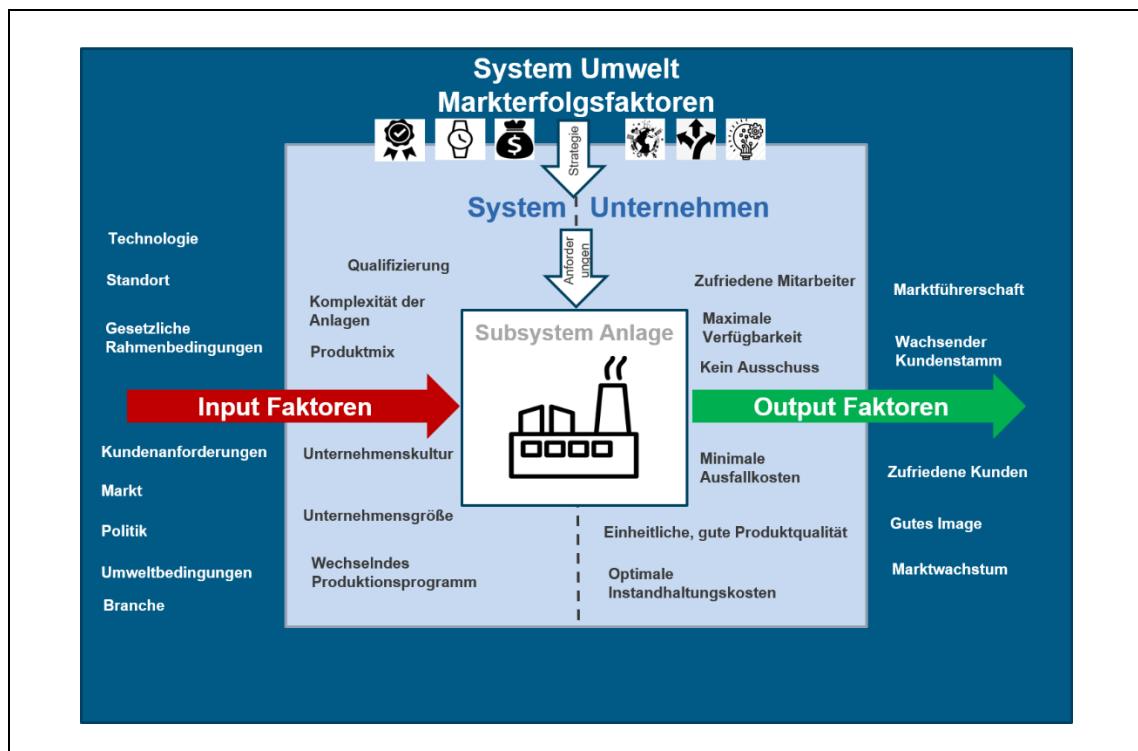 System Umwelt
Markterfolgsfaktoren
Strategie
System Unternehmen
Anforder
ungen
Technologie
Standort
Gesetzliche
Rahmenbedingungen
Qualifizierung
Komplexität der
Anlagen
Produktmix
Subsystem Anlage
Zufriedene Mitarbeiter
Maximale
Verfügbarkeit
Kein Ausschuss
Marktführerschaft
Wachsender
Kundenstamm
Input Faktoren
Output Faktoren
Kundenanforderungen
Markt
Politik
Umweltbedingungen
Branche
Unternehmenskultur
Unternehmensgröße
Wechselndes
Produktionsprogramm
Minimale
Ausfallkosten
Einheitliche, gute Produktqualität
Optimale
Instandhaltungskosten
Zufriedene Kunden
Gutes Image
Marktwachstum